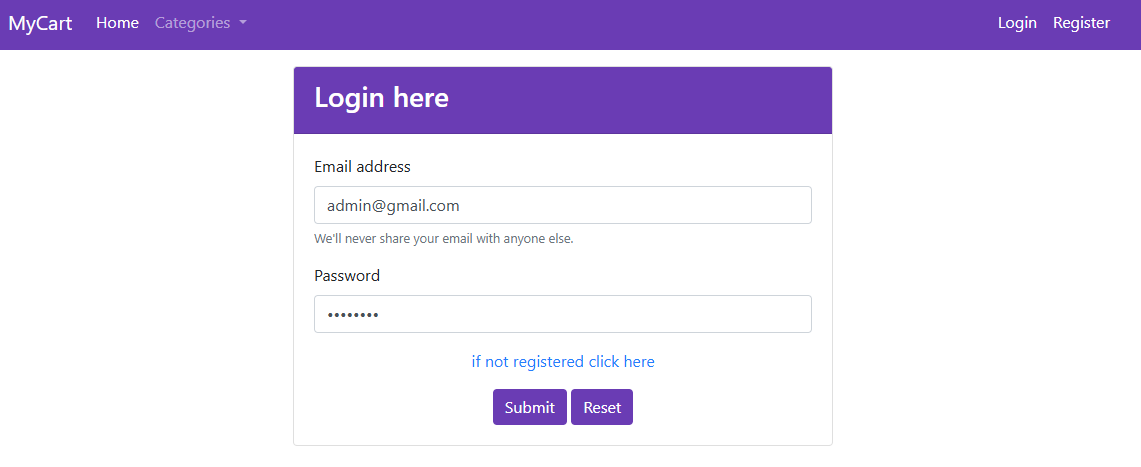 MyCart Home Categories Login Register
Login here
Email address
admin@gmail.com
We'll never share your email with anyone else.
Password
••••••••
if not registered click here
Submit Reset